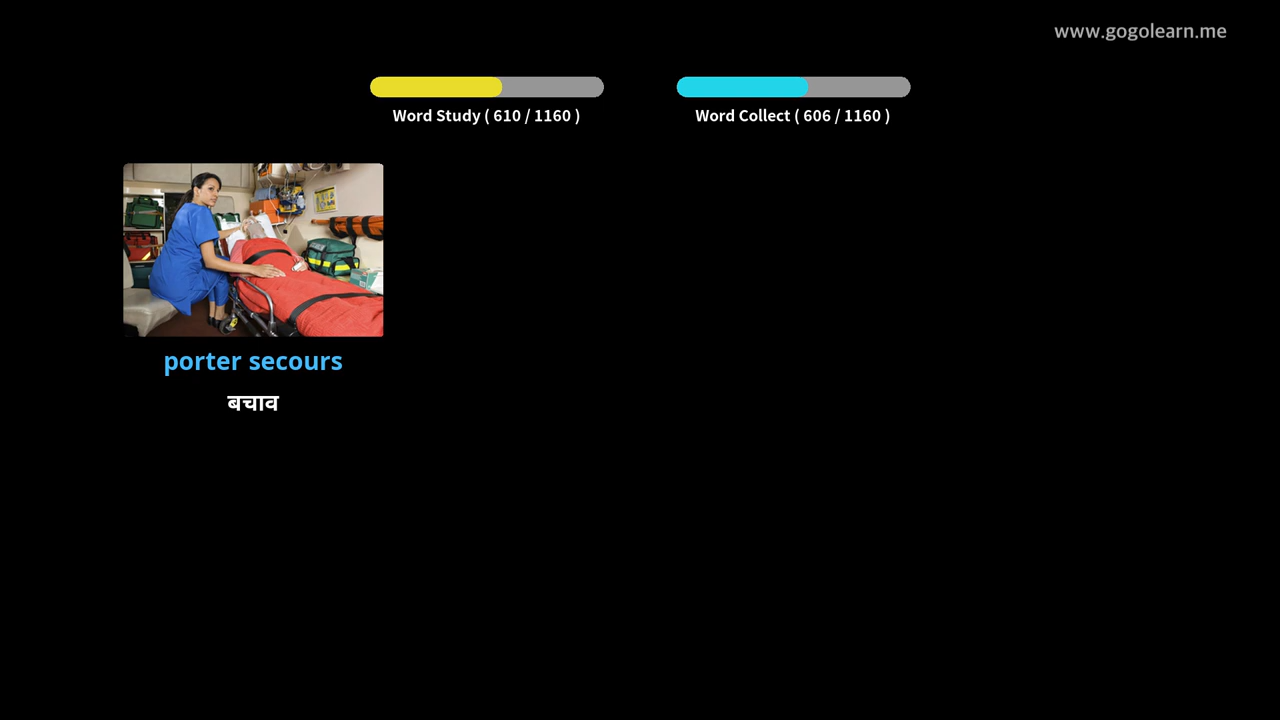 www.gogolearn.me
Word Study ( 610 / 1160 )
Word Collect ( 606 / 1160 )
porter secours
बचाव